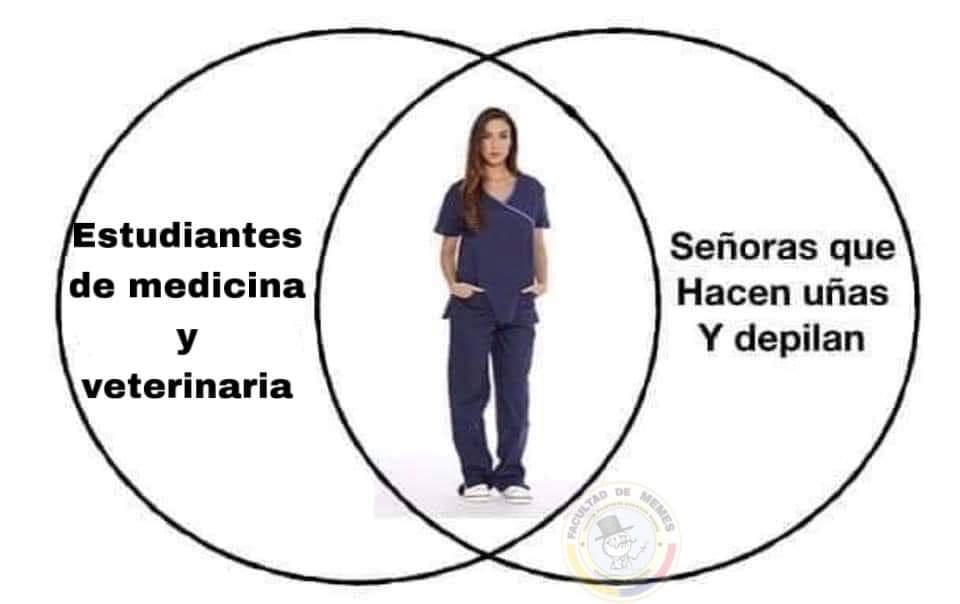 Estudiantes
de medicina
y
veterinaria
Señoras que
Hacen uñas
Y depilan
FACULTAD DE MEMES